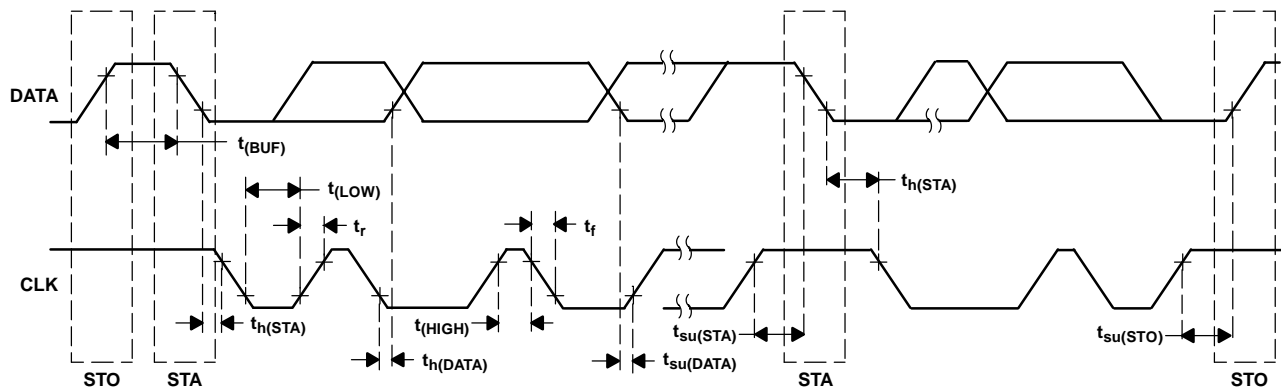 DATA
t(BUF)
t(LOW)
th(STA)
tr
tf
CLK
th(STA)
t(HIGH)
tsu(STA)
tsu(STO)
th(DATA)
tsu(DATA)
STO
STA
STA
STO